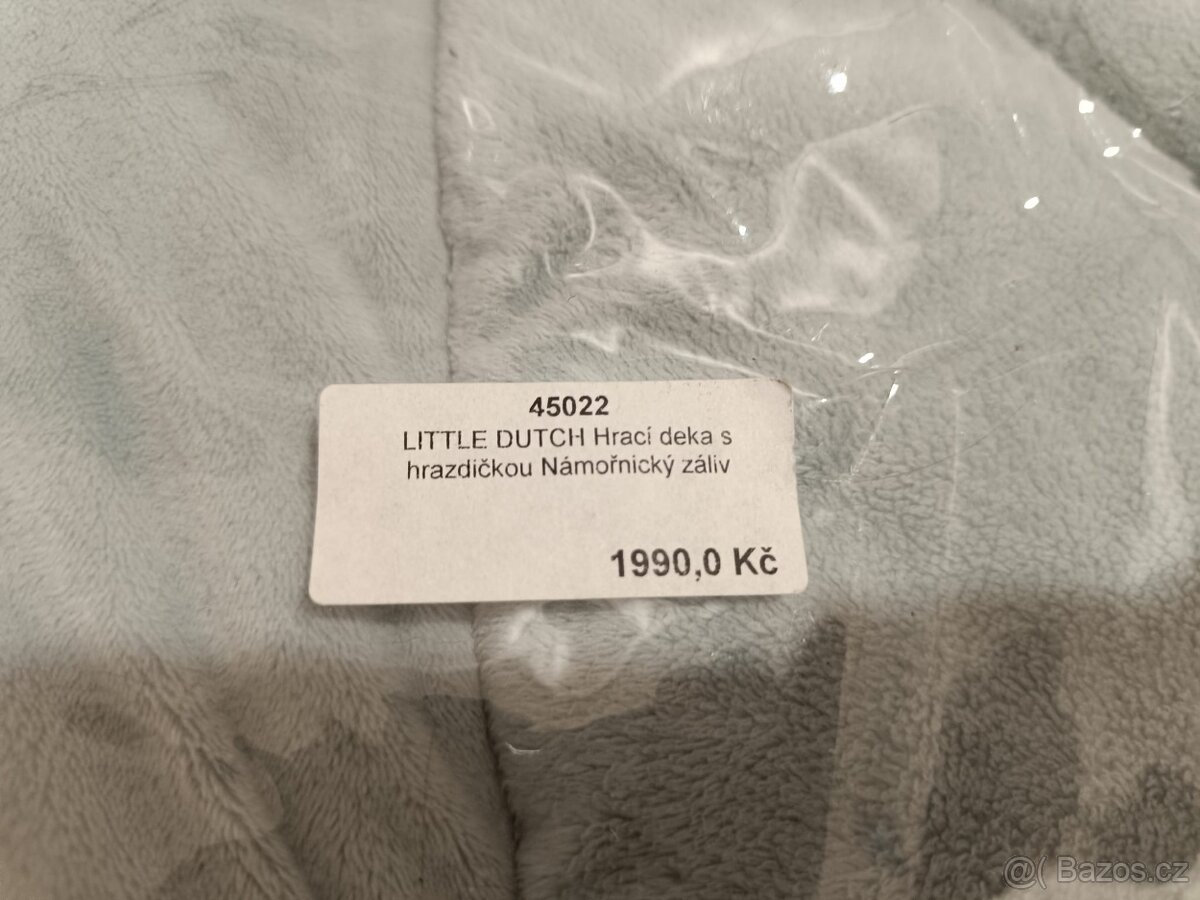 45022
LITTLE DUTCH Hrací deka s
hrazdičkou Námořnický záliv
1990,0 Kč
@( Bazos.cz